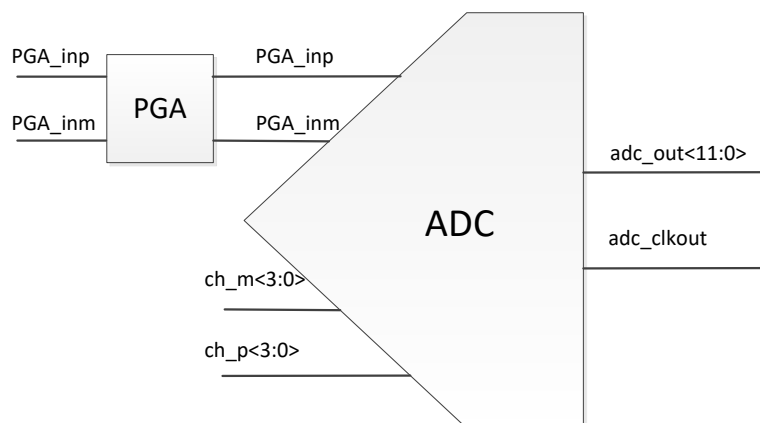 PGA_inp
PGA_inp
PGA
PGA_inm
PGA_inm
adc_out<11:0>
ADC
adc_clkout
ch_m<3:0>
ch_p<3:0>